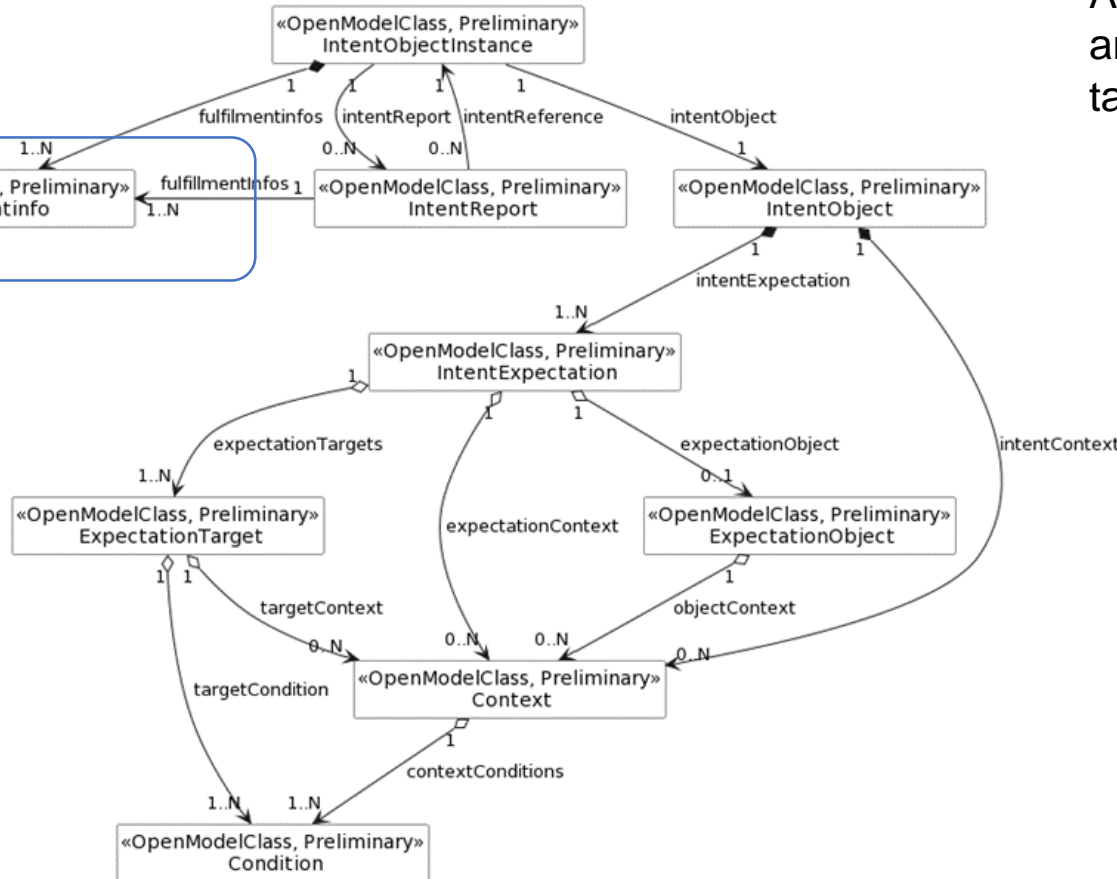 «OpenModelClass, Preliminary»
IntentObjectInstance
1
1
1
1
fulfilmentinfos
intentReport
intentReference
intentObject
1..N
0..N
0..N
1
, Preliminary»
tinfo
fulfillmentInfos
1
1..N
«OpenModelClass, Preliminary»
IntentReport
«OpenModelClass, Preliminary»
IntentObject
1
1
intentExpectation
1..N
«OpenModelClass, Preliminary»
IntentExpectation
1
1
1
expectationTargets
expectationObject
intentContext
1..N
0..1
«OpenModelClass, Preliminary»
ExpectationTarget
expectationContext
«OpenModelClass, Preliminary»
ExpectationObject
1
1
1
targetContext
objectContext
0..N
0..N
0..N
0..N
targetCondition
«OpenModelClass, Preliminary»
Context
1
contextConditions
1..N
1..N
«OpenModelClass, Preliminary»
Condition
ta